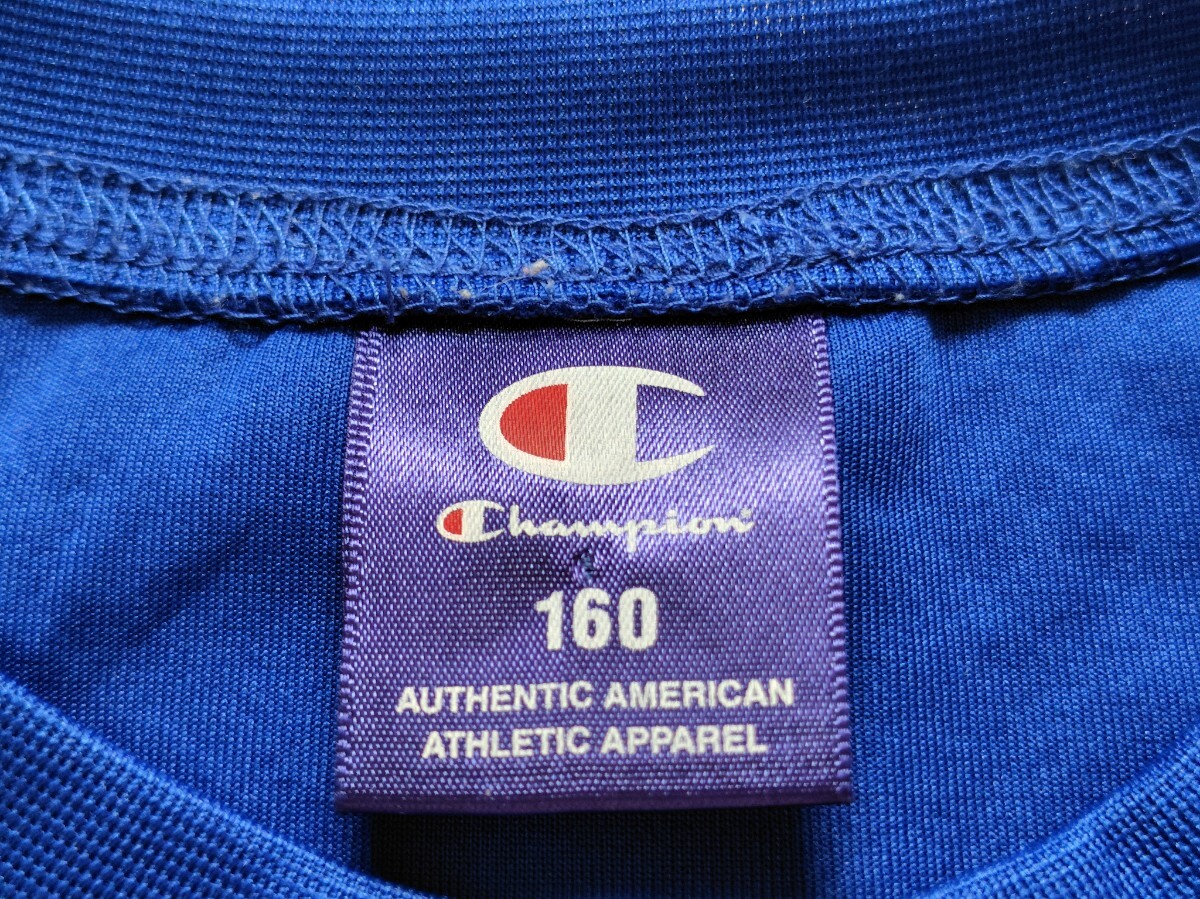 Champion
160
AUTHENTIC AMERICAN
ATHLETIC APPAREL